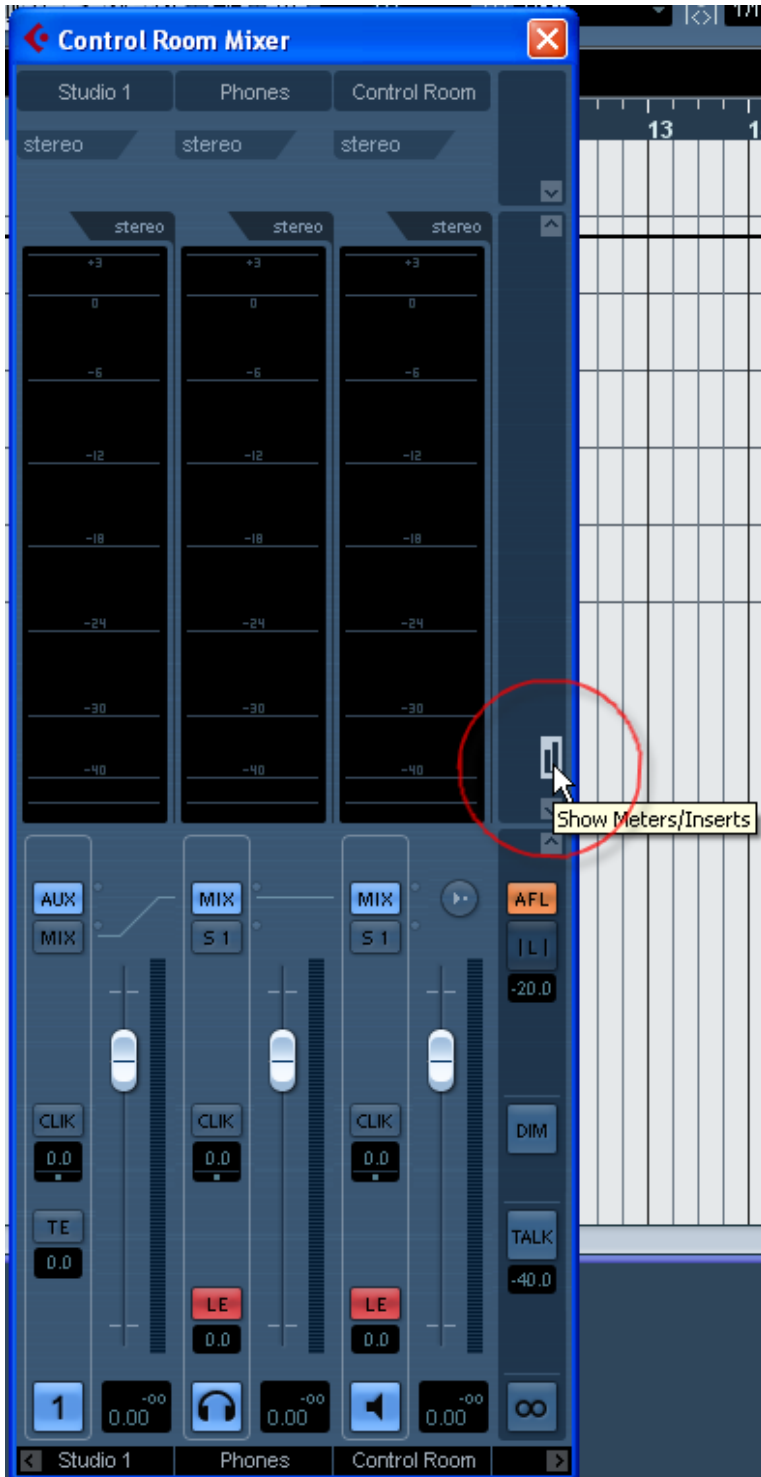 Control Room Mixer
Studio 1 Phones Control Room
stereo stereo stereo
13
stereo stereo stereo
+3 +3 +3
0 0 0
-6 -6 -6
-12 -12 -12
-18 -18 -18
-24 -24 -24
-30 -30 -30
-40 -40 -40
Show Meters/Inserts
AUX MIX MIX AFL
MIX S 1 S 1 |L|
-20.0
CLIK CLIK CLIK DIM
0.0 0.0 0.0
TE TALK
0.0 -40.0
LE LE
0.0 0.0
1 -oo -oo -oo ∞
0.00 0.00 0.00
Studio 1 Phones Control Room